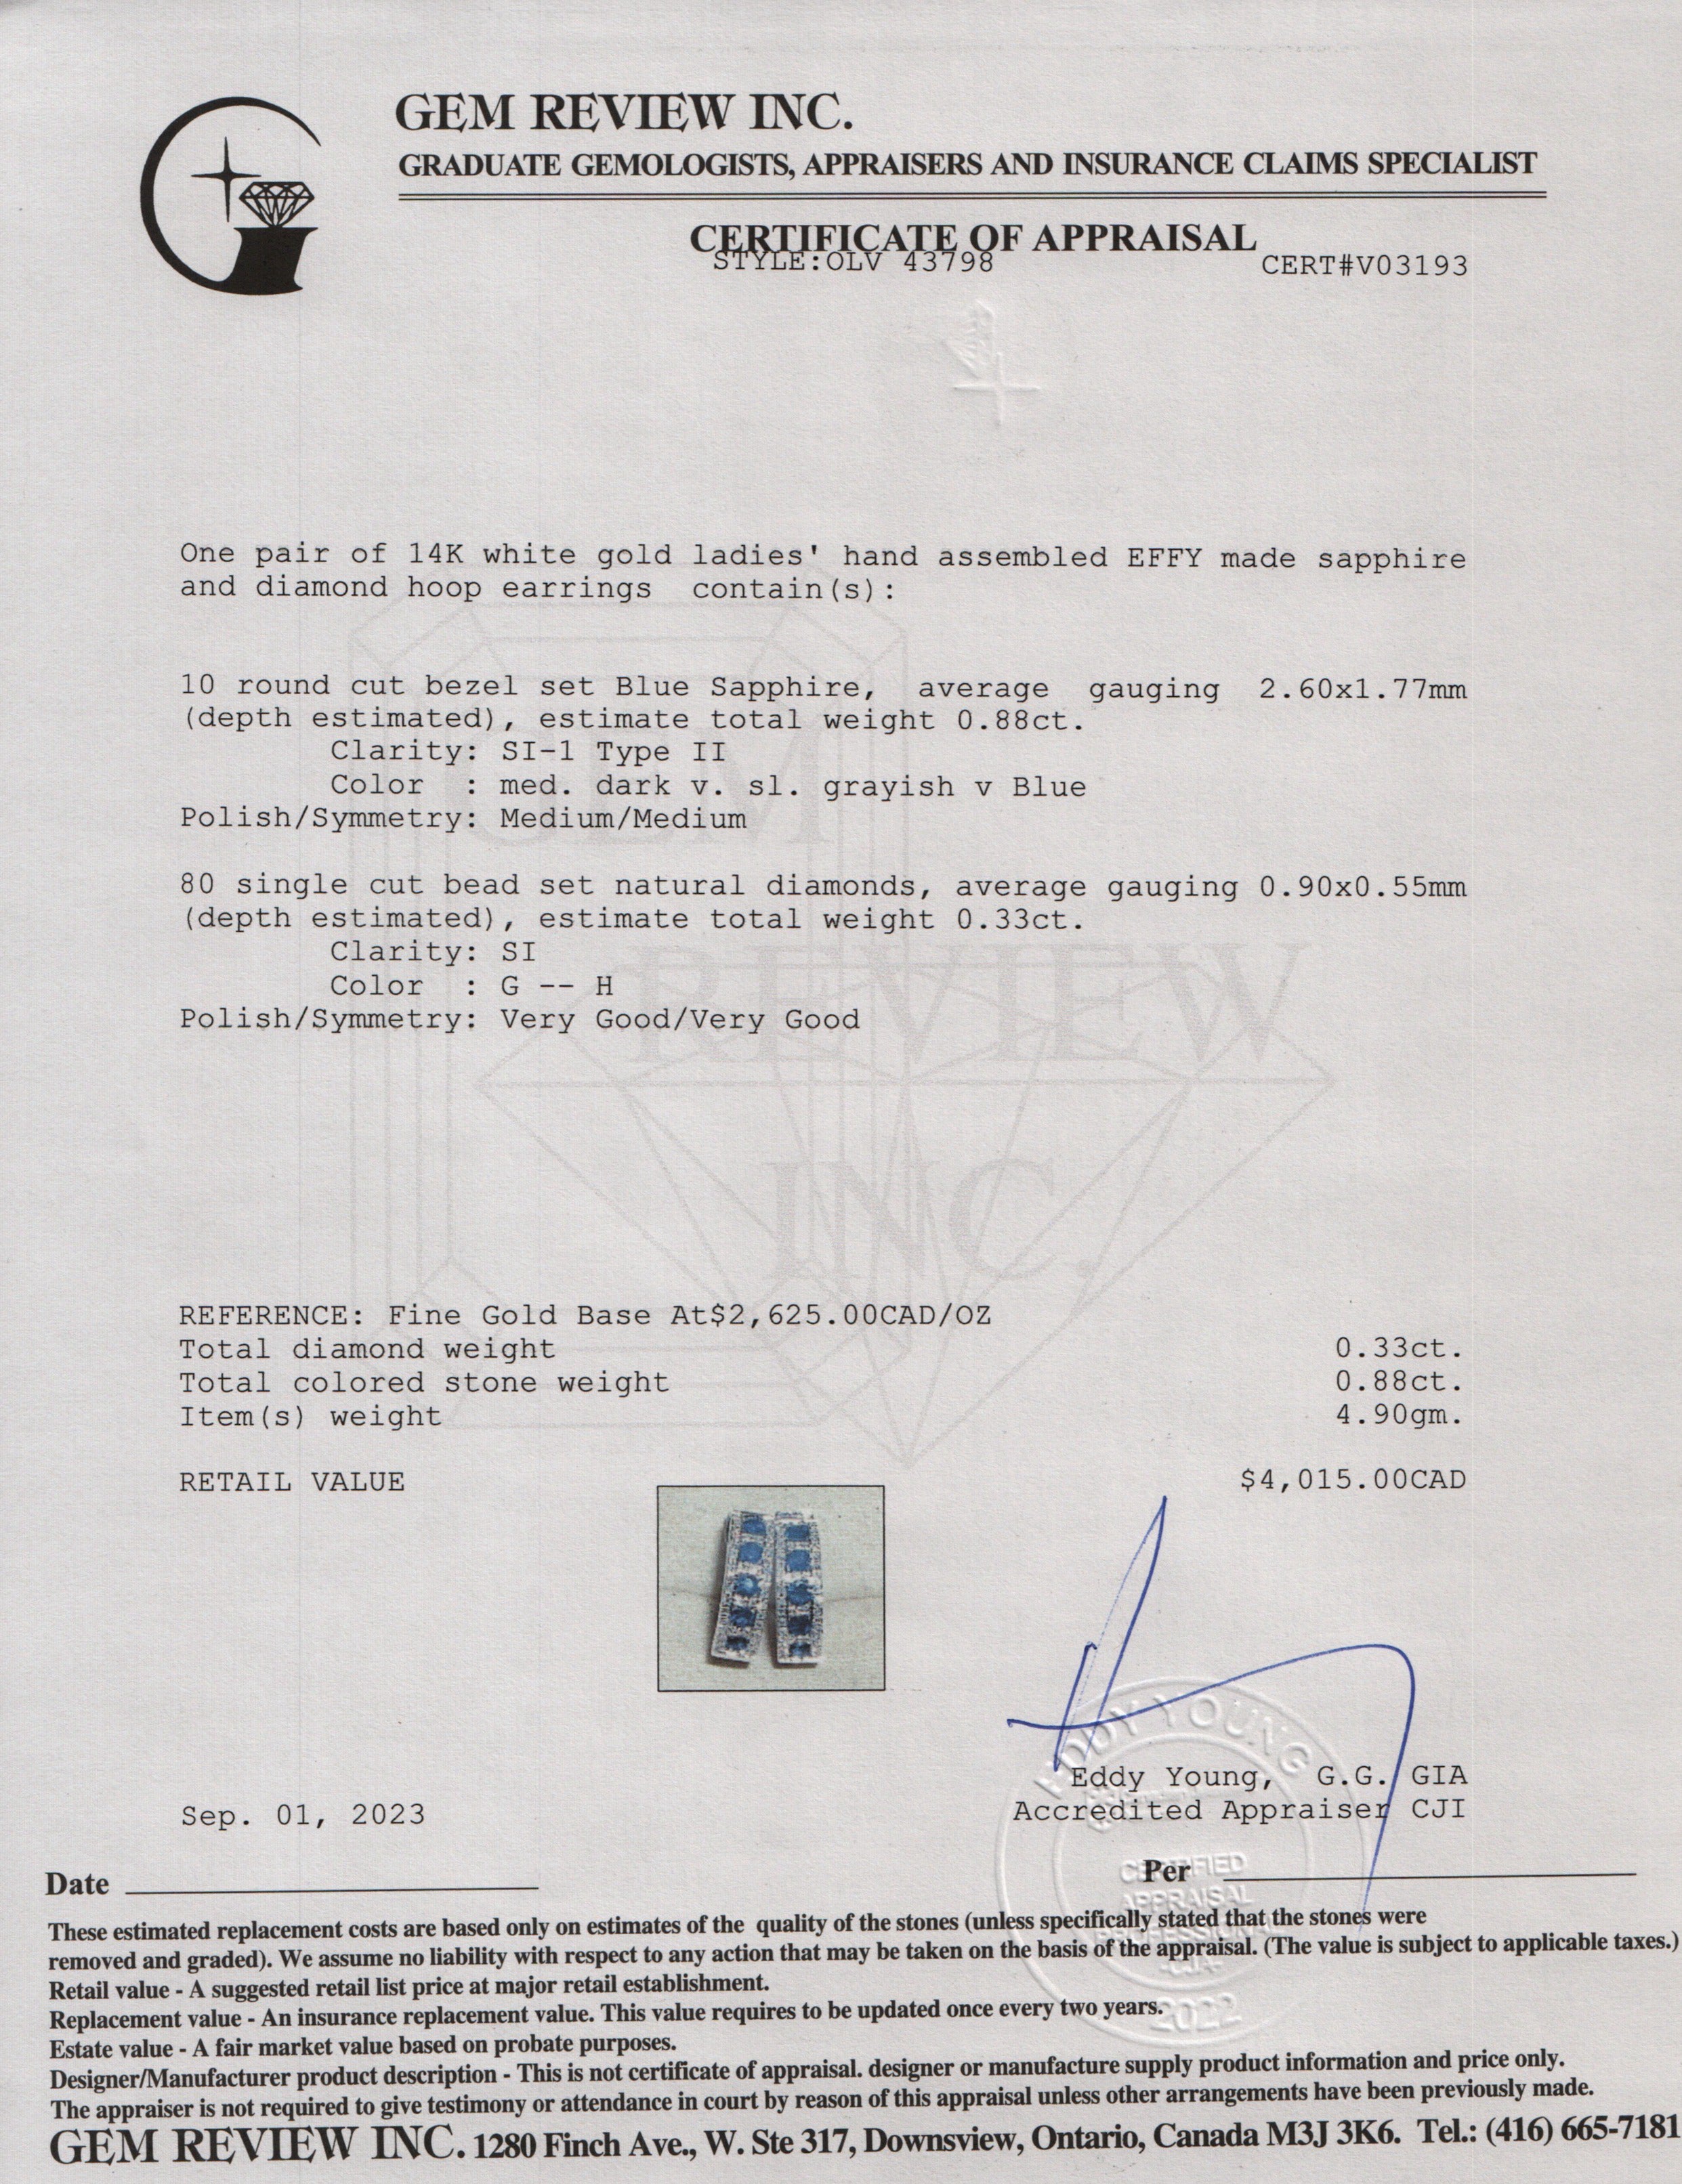 GEM REVIEW INC.
GRADUATE GEMOLOGISTS, APPRAISERS AND INSURANCE CLAIMS SPECIALIST
CERTIFICATE OF APPRAISAL
STYLE:OLV 43798
CERT#V03193
One pair of 14K white gold ladies' hand assembled EFFY made sapphire
and diamond hoop earrings contain(s):
10 round cut bezel set Blue Sapphire, average gauging 2.60x1.77mm
(depth estimated), estimate total weight 0.88ct.
Clarity: SI-1 Type II
Color : med. dark v. sl. grayish v Blue
Polish/Symmetry: Medium/Medium
80 single cut bead set natural diamonds, average gauging 0.90x0.55mm
(depth estimated), estimate total weight 0.33ct.
Clarity: SI
Color : G -- H
Polish/Symmetry: Very Good/Very Good
GEM
REVIEW
INC.
REFERENCE: Fine Gold Base At$2,625.00CAD/OZ
Total diamond weight 0.33ct.
Total colored stone weight 0.88ct.
Item(s) weight 4.90gm.
RETAIL VALUE $4,015.00CAD
EDDY YOUNG
Eddy Young, G.G. GIA
Sep. 01, 2023
Accredited Appraiser CJI
Date
Per
CERTIFIED
APPRAISAL
PROFESSIONAL
-CJA-
2022
These estimated replacement costs are based only on estimates of the quality of the stones (unless specifically stated that the stones were
removed and graded). We assume no liability with respect to any action that may be taken on the basis of the appraisal. (The value is subject to applicable taxes.)
Retail value - A suggested retail list price at major retail establishment.
Replacement value - An insurance replacement value. This value requires to be updated once every two years.
Estate value - A fair market value based on probate purposes.
Designer/Manufacturer product description - This is not certificate of appraisal. designer or manufacture supply product information and price only.
The appraiser is not required to give testimony or attendance in court by reason of this appraisal unless other arrangements have been previously made.
GEM REVIEW INC. 1280 Finch Ave., W. Ste 317, Downsview, Ontario, Canada M3J 3K6. Tel.: (416) 665-7181